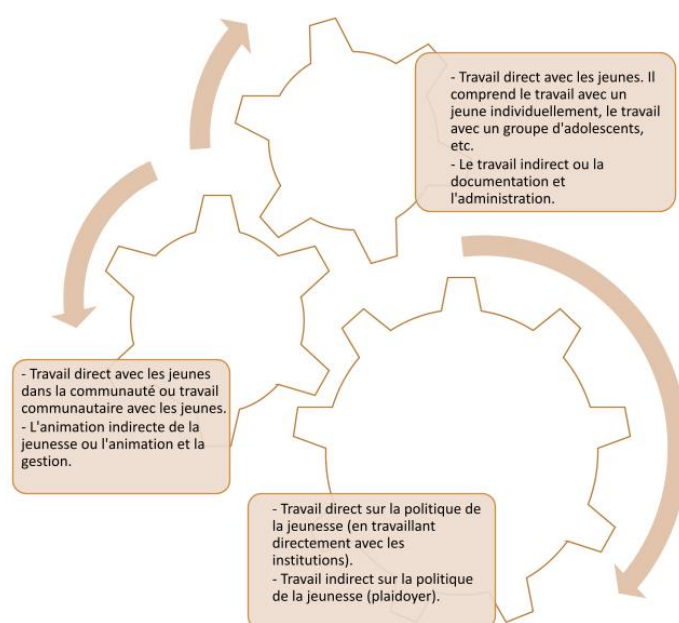 - Travail direct avec les jeunes. Il
comprend le travail avec un
jeune individuellement, le travail
avec un groupe d'adolescents,
etc.
- Le travail indirect ou la
documentation et
l'administration.
- Travail direct avec les jeunes
dans la communauté ou travail
communautaire avec les jeunes.
- L'animation indirecte de la
jeunesse ou l'animation et la
gestion.
- Travail direct sur la politique de
la jeunesse (en travaillant
directement avec les
institutions).
- Travail indirect sur la politique
de la jeunesse (plaidoyer).